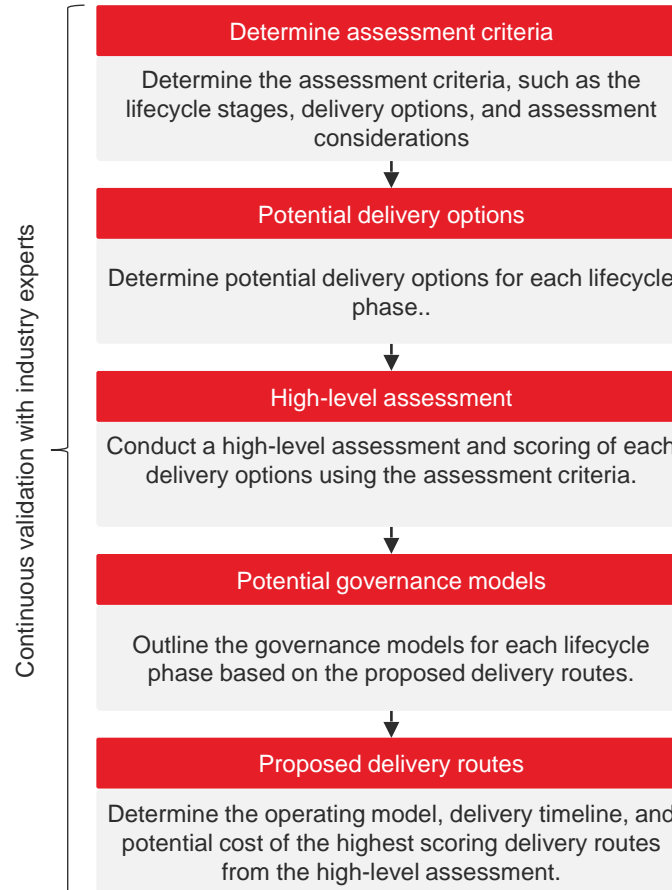 Continuous validation with industry experts
Determine assessment criteria
Determine the assessment criteria, such as the
lifecycle stages, delivery options, and assessment
considerations
Potential delivery options
Determine potential delivery options for each lifecycle
phase..
High-level assessment
Conduct a high-level assessment and scoring of each
delivery options using the assessment criteria.
Potential governance models
Outline the governance models for each lifecycle
phase based on the proposed delivery routes.
Proposed delivery routes
Determine the operating model, delivery timeline, and
potential cost of the highest scoring delivery routes
from the high-level assessment.